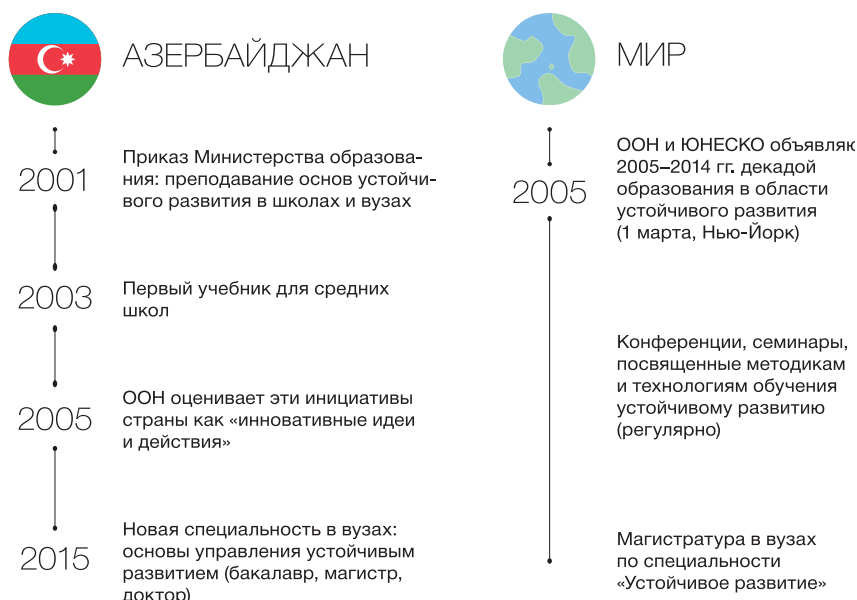 АЗЕРБАЙДЖАН
2001
Приказ Министерства образова-
ния: преподавание основ устойчи-
вого развития в школах и вузах
2003
Первый учебник для средних
школ
2005
ООН оценивает эти инициативы
страны как «инновативные идеи
и действия»
2015
Новая специальность в вузах:
основы управления устойчивым
развитием (бакалавр, магистр,
доктор)
МИР
2005
ООН и ЮНЕСКО объявляю
2005–2014 гг. декадой
образования в области
устойчивого развития
(1 марта, Нью-Йорк)
Конференции, семинары,
посвященные методикам
и технологиям обучения
устойчивому развитию
(регулярно)
Магистратура в вузах
по специальности
«Устойчивое развитие»